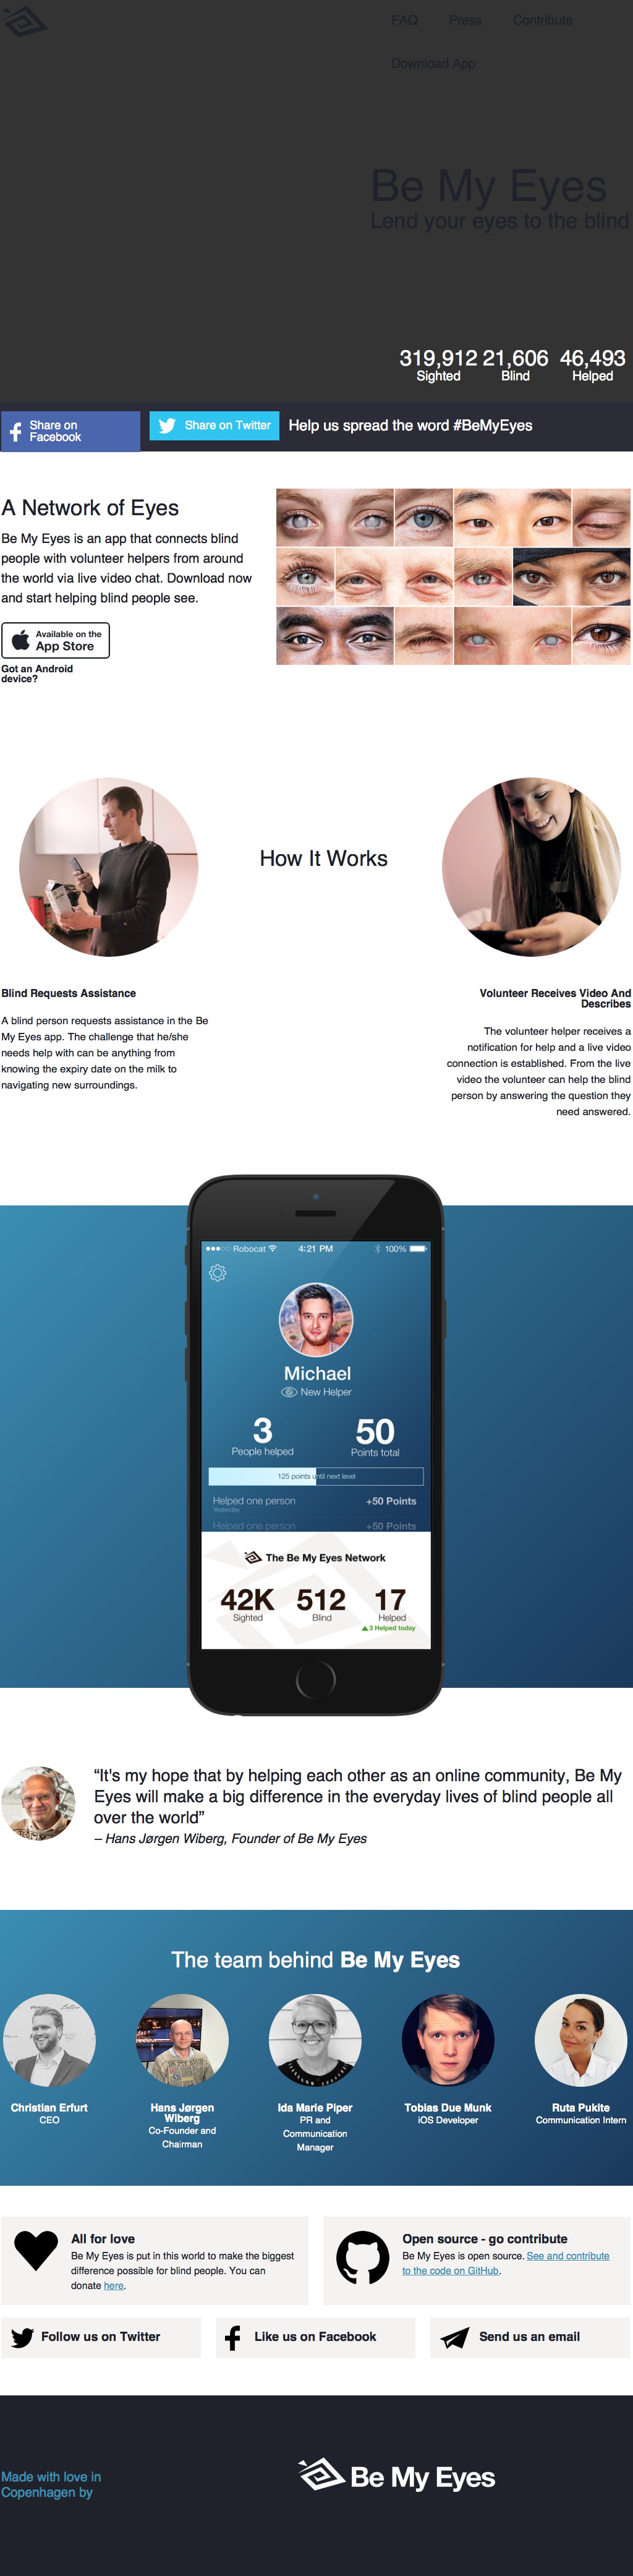 FAQ Press Contribute
Download App
Be My Eyes
Lend your eyes to the blind
319,912 21,606 46,493
Sighted Blind Helped
Share on
Facebook
Share on Twitter
Help us spread the word #BeMyEyes
A Network of Eyes
Be My Eyes is an app that connects blind
people with volunteer helpers from around
the world via live video chat. Download now
and start helping blind people see.
Available on the
App Store
Got an Android
device?
How It Works
Blind Requests Assistance
A blind person requests assistance in the Be
My Eyes app. The challenge that he/she
needs help with can be anything from
knowing the expiry date on the milk to
navigating new surroundings.
Volunteer Receives Video And
Describes
The volunteer helper receives a
notification for help and a live video
connection is established. From the live
video the volunteer can help the blind
person by answering the question they
need answered.
Robocat 4:21 PM 100%
Michael
New Helper
3 50
People helped Points total
125 points until next level
Helped one person +50 Points
Yesterday
Helped one person +50 Points
The Be My Eyes Network
42K 512 17
Sighted Blind Helped
3 Helped today
“It's my hope that by helping each other as an online community, Be My
Eyes will make a big difference in the everyday lives of blind people all
over the world”
– Hans Jørgen Wiberg, Founder of Be My Eyes
The team behind Be My Eyes
Christian Erfurt
CEO
Hans Jørgen
Wiberg
Co-Founder and
Chairman
Ida Marie Piper
PR and
Communication
Manager
Tobias Due Munk
iOS Developer
Ruta Pukite
Communication Intern
All for love
Be My Eyes is put in this world to make the biggest
difference possible for blind people. You can
donate here.
Open source - go contribute
Be My Eyes is open source. See and contribute
to the code on GitHub.
Follow us on Twitter
Like us on Facebook
Send us an email
Made with love in
Copenhagen by
Be My Eyes